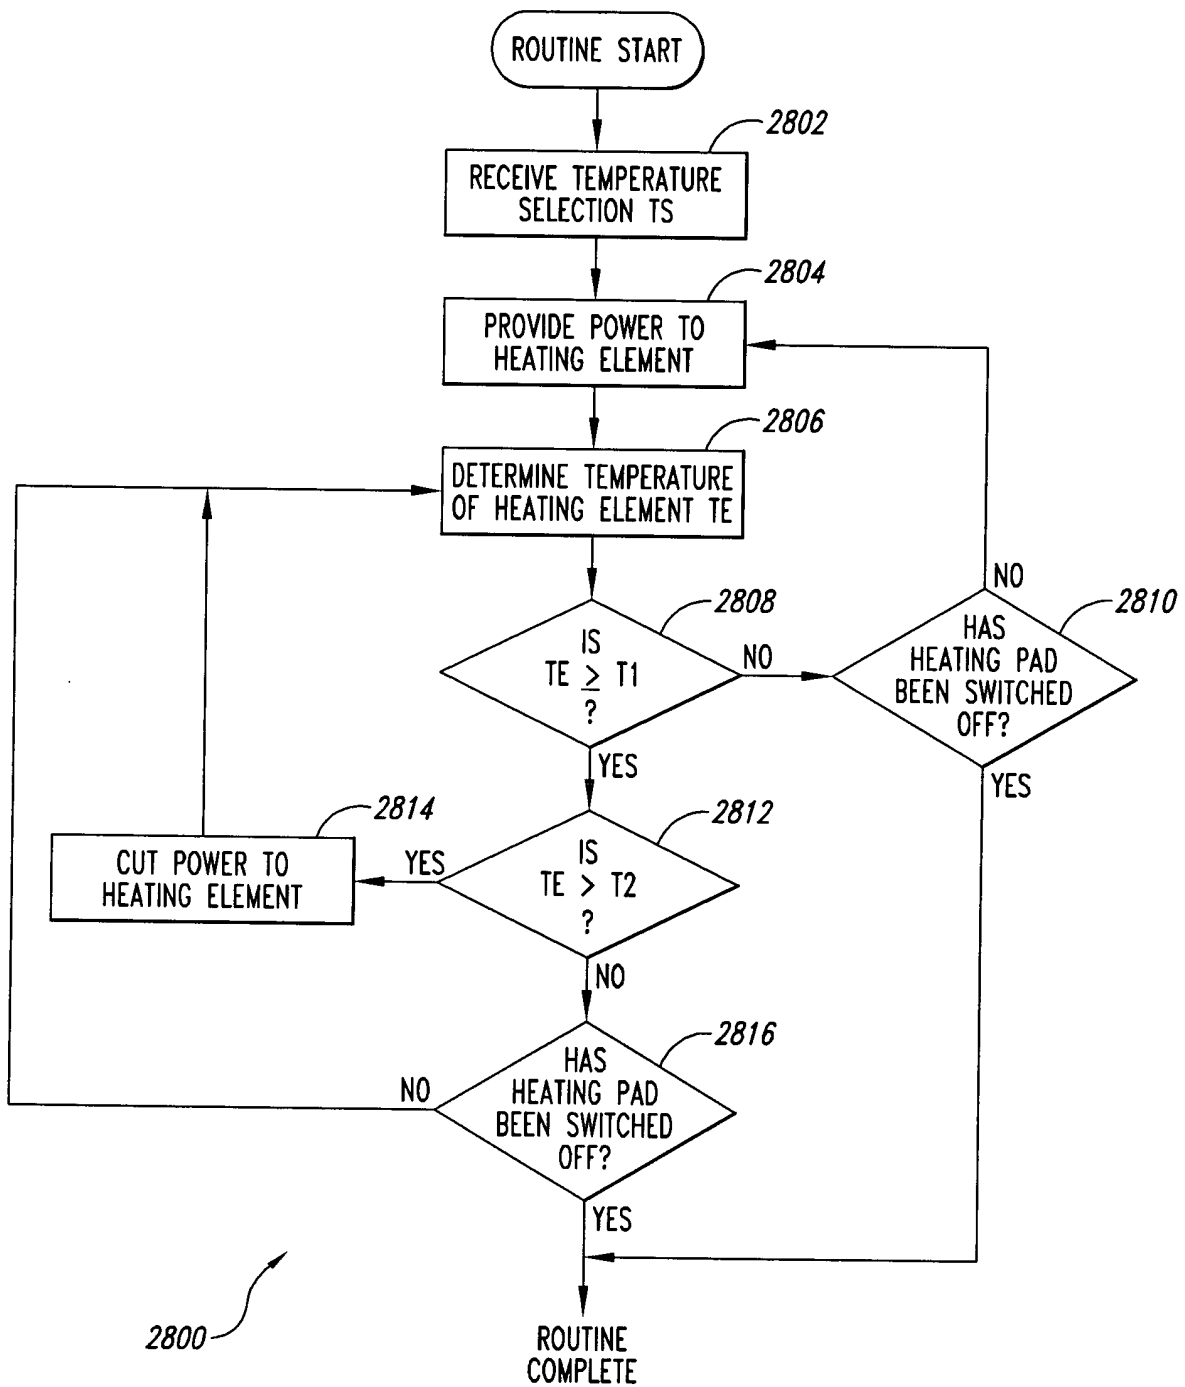 ROUTINE START
2802
RECEIVE TEMPERATURE
SELECTION TS
2804
PROVIDE POWER TO
HEATING ELEMENT
2806
DETERMINE TEMPERATURE
OF HEATING ELEMENT TE
2808
IS
TE ≥ T1
?
NO
2810
HAS
HEATING PAD
BEEN SWITCHED
OFF?
NO
YES
YES
2812
IS
TE > T2
?
YES
2814
CUT POWER TO
HEATING ELEMENT
NO
2816
HAS
HEATING PAD
BEEN SWITCHED
OFF?
NO
YES
2800
ROUTINE
COMPLETE